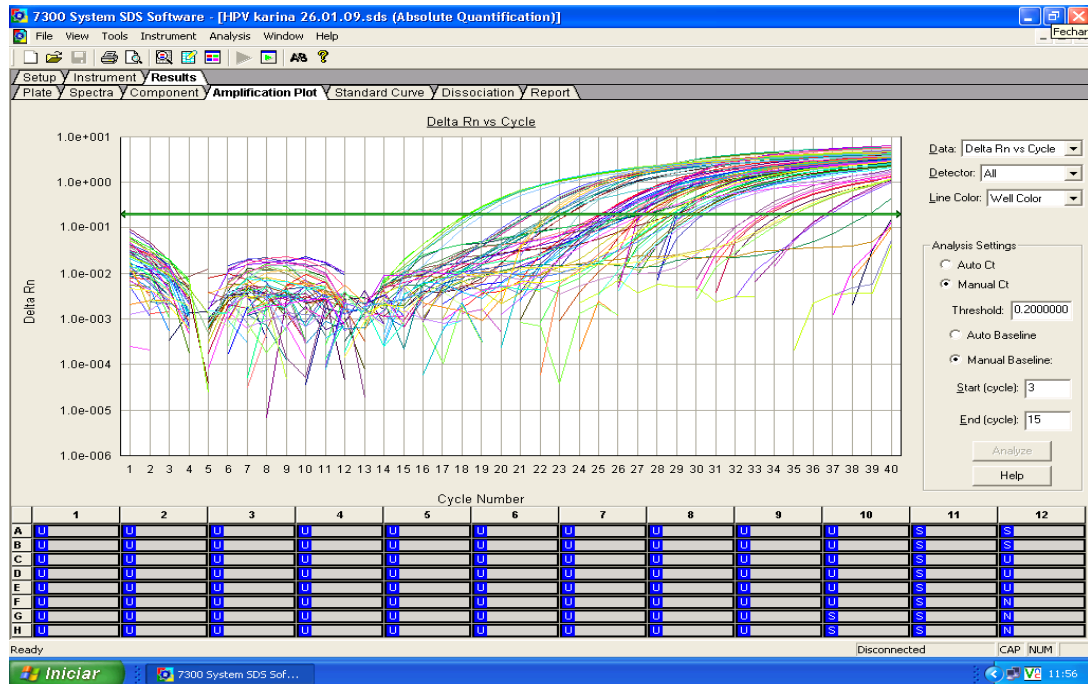 7300 System SDS Software - [HPV karina 26.01.09.sds (Absolute Quantification)]
Fechar
File View Tools Instrument Analysis Window Help
Setup Instrument Results
Plate Spectra Component Amplification Plot Standard Curve Dissociation Report
Delta Rn vs Cycle
Data: Delta Rn vs Cycle
Detector: All
Line Color: Well Color
1.0e+001
1.0e+000
1.0e-001
1.0e-002
1.0e-003
1.0e-004
1.0e-005
1.0e-006
Delta Rn
1 2 3 4 5 6 7 8 9 10 11 12 13 14 15 16 17 18 19 20 21 22 23 24 25 26 27 28 29 30 31 32 33 34 35 36 37 38 39 40
Cycle Number
Analysis Settings
Auto Ct
Manual Ct
Threshold: 0.2000000
Auto Baseline
Manual Baseline:
Start (cycle): 3
End (cycle): 15
Analyze
Help
1 2 3 4 5 6 7 8 9 10 11 12
A U U U U U U U U U U S S
B U U U U U U U U U U S S
C U U U U U U U U U U S U
D U U U U U U U U U U S U
E U U U U U U U U U U S U
F U U U U U U U U U U S N
G U U U U U U U U U S S N
H U U U U U U U U U S S N
Ready
Disconnected
CAP NUM
Iniciar
7300 System SDS Sof...
11:56